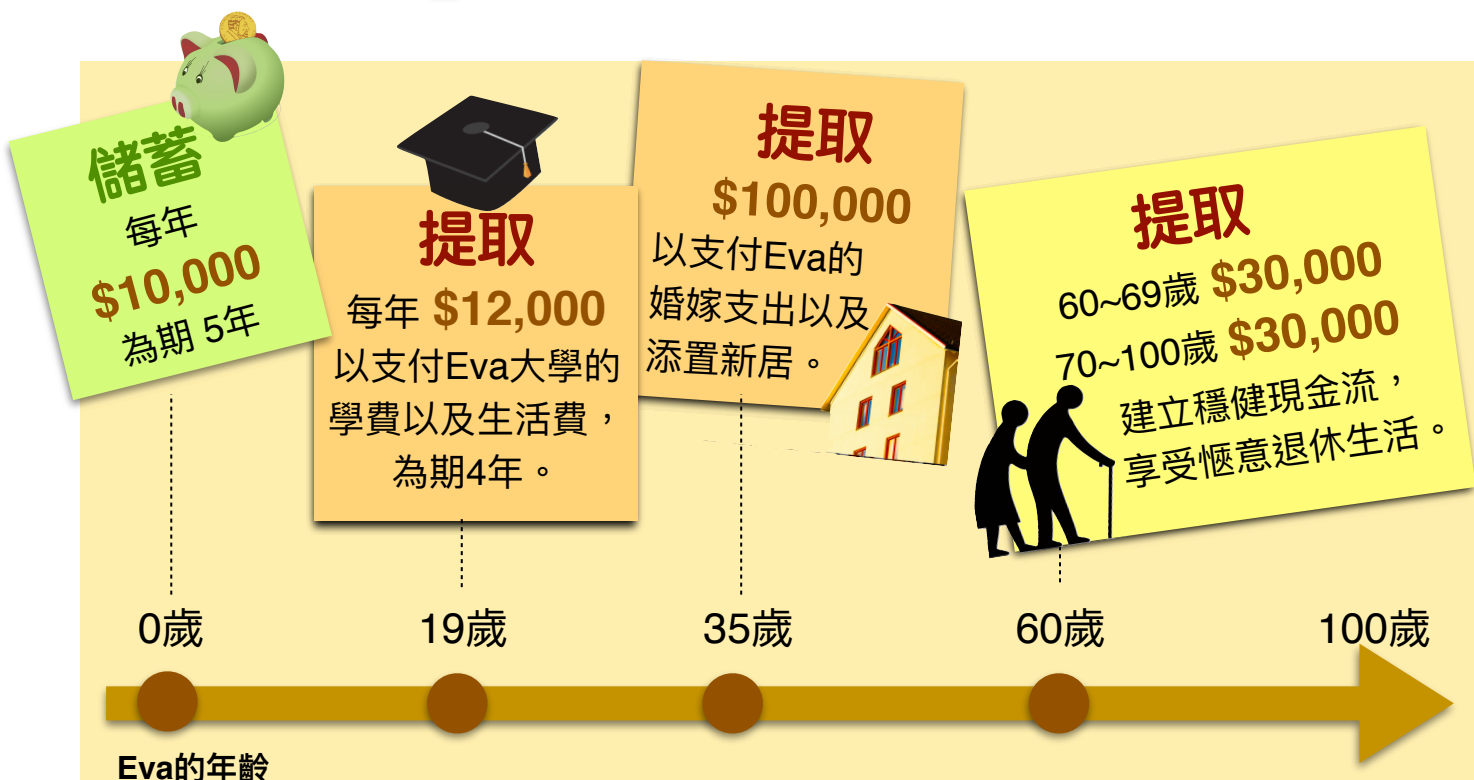 儲蓄
每年
$10,000
為期 5年
提取
每年 $12,000
以支付Eva大學的
學費以及生活費，
為期4年。
提取
$100,000
以支付Eva的
婚嫁支出以及
添置新居。
提取
60~69歲 $30,000
70~100歲 $30,000
建立穩健現金流，
享受愜意退休生活。
0歲
19歲
35歲
60歲
100歲
Eva的年齡